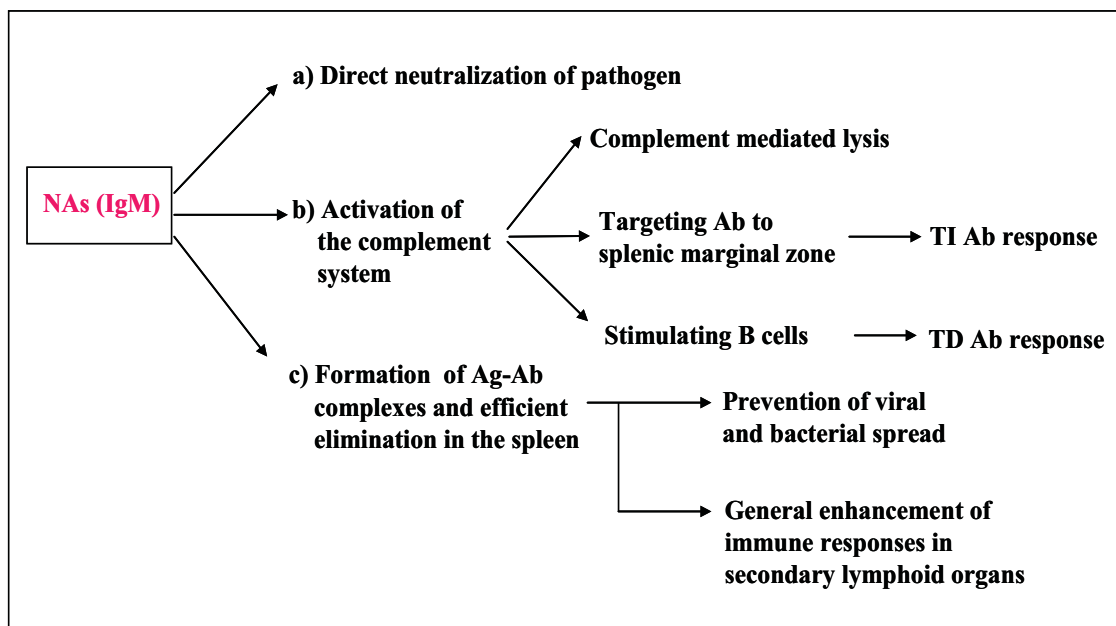 a) Direct neutralization of pathogen
Complement mediated lysis
NAs (IgM)
b) Activation of
the complement
system
Targeting Ab to
splenic marginal zone
TI Ab response
Stimulating B cells
TD Ab response
c) Formation of Ag-Ab
complexes and efficient
elimination in the spleen
Prevention of viral
and bacterial spread
General enhancement of
immune responses in
secondary lymphoid organs